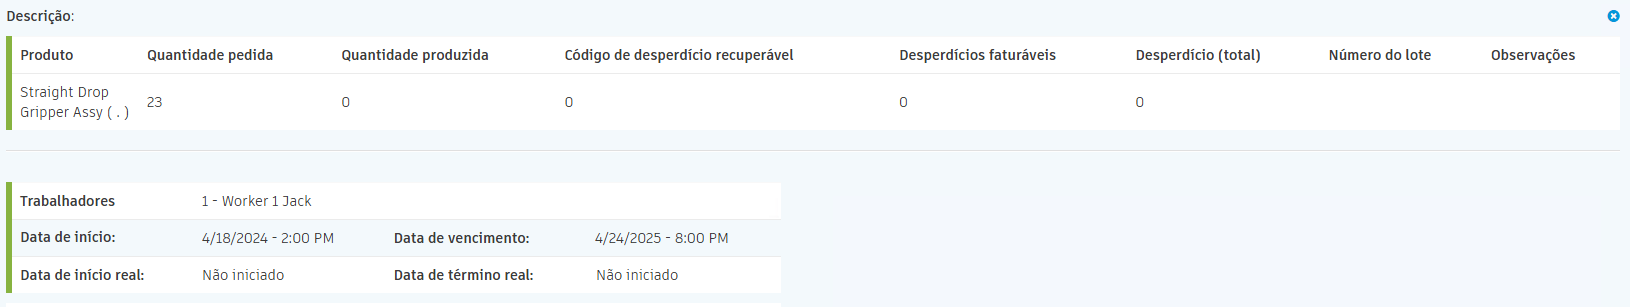 Descrição:
Produto Quantidade pedida Quantidade produzida Código de desperdício recuperável Desperdícios faturáveis Desperdício (total) Número do lote Observações
Straight Drop
Gripper Assy ( . ) 23 0 0 0 0
Trabalhadores 1 - Worker 1 Jack
Data de início: 4/18/2024 - 2:00 PM Data de vencimento: 4/24/2025 - 8:00 PM
Data de início real: Não iniciado Data de término real: Não iniciado